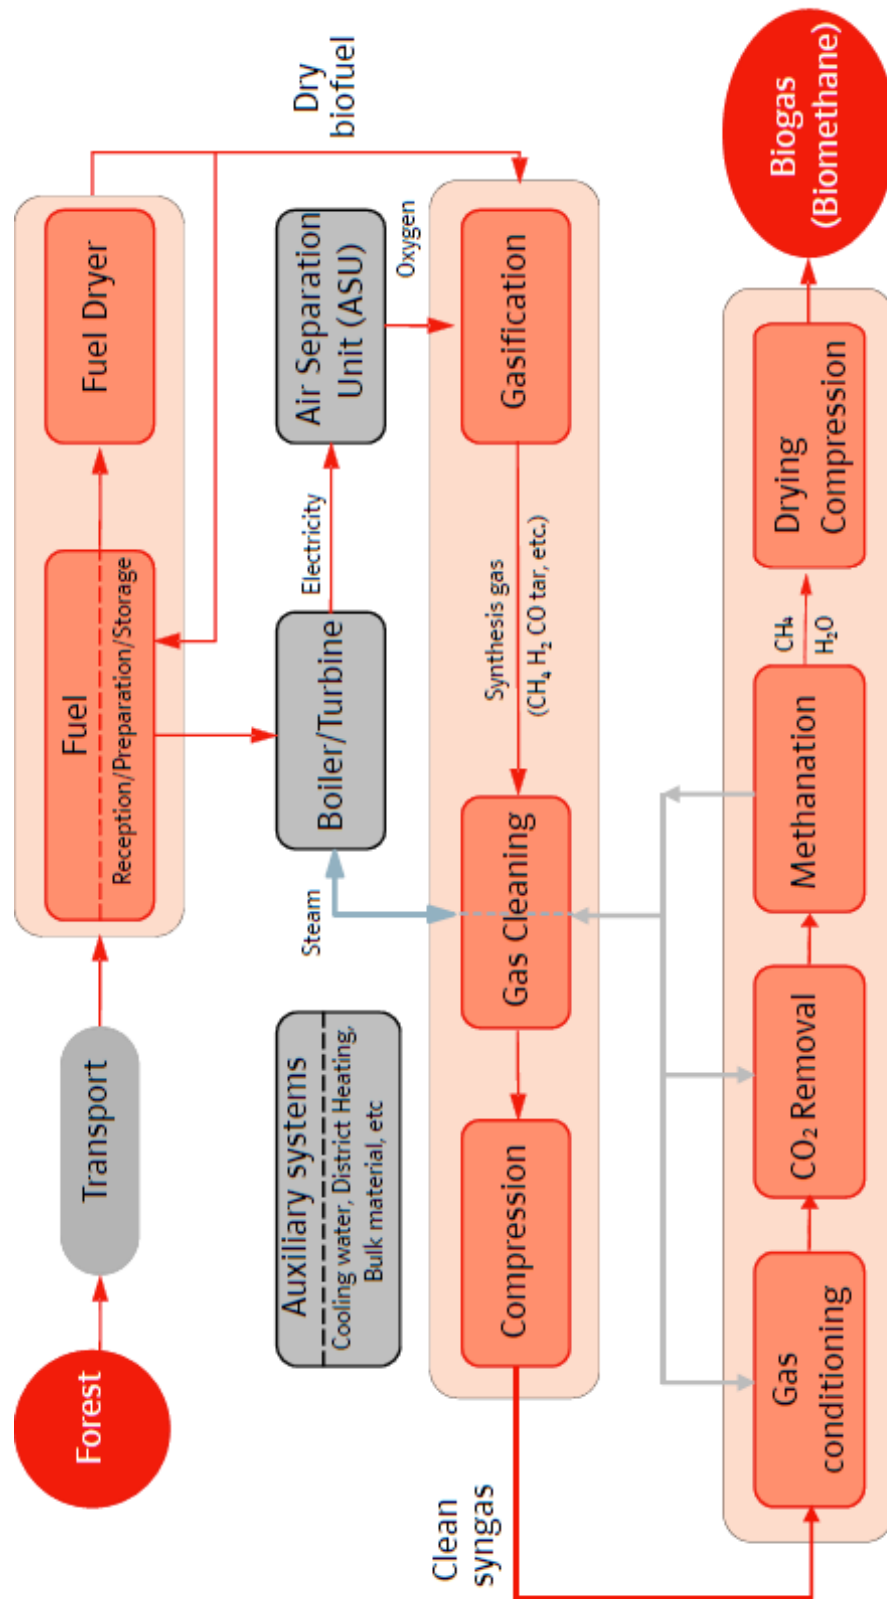 Forest
Transport
Fuel
Reception/Preparation/Storage
Fuel Dryer
Dry
biofuel
Auxiliary systems
Cooling water, District Heating,
Bulk material, etc
Steam
Boiler/Turbine
Electricity
Air Separation
Unit (ASU)
Oxygen
Compression
Gas Cleaning
Synthesis gas
(CH₄ H₂ CO tar, etc.)
Gasification
Clean
syngas
Gas
conditioning
CO₂ Removal
Methanation
CH₄
H₂O
Drying
Compression
Biogas
(Biomethane)